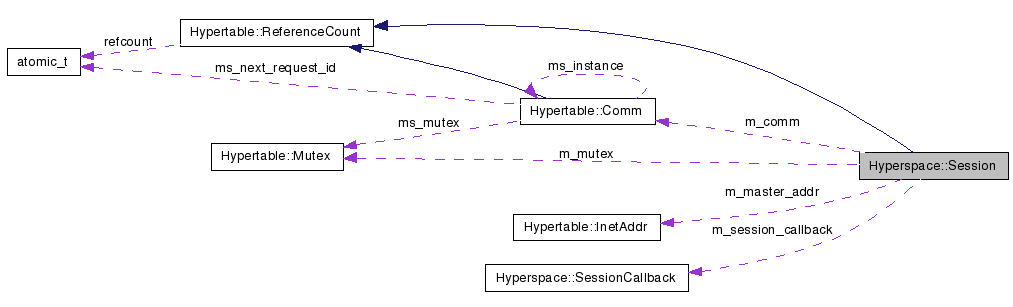 Hypertable::ReferenceCount
refcount
atomic_t
ms_next_request_id
ms_instance
Hypertable::Comm
ms_mutex
m_comm
Hypertable::Mutex
m_mutex
Hyperspace::Session
m_master_addr
Hypertable::InetAddr
m_session_callback
Hyperspace::SessionCallback